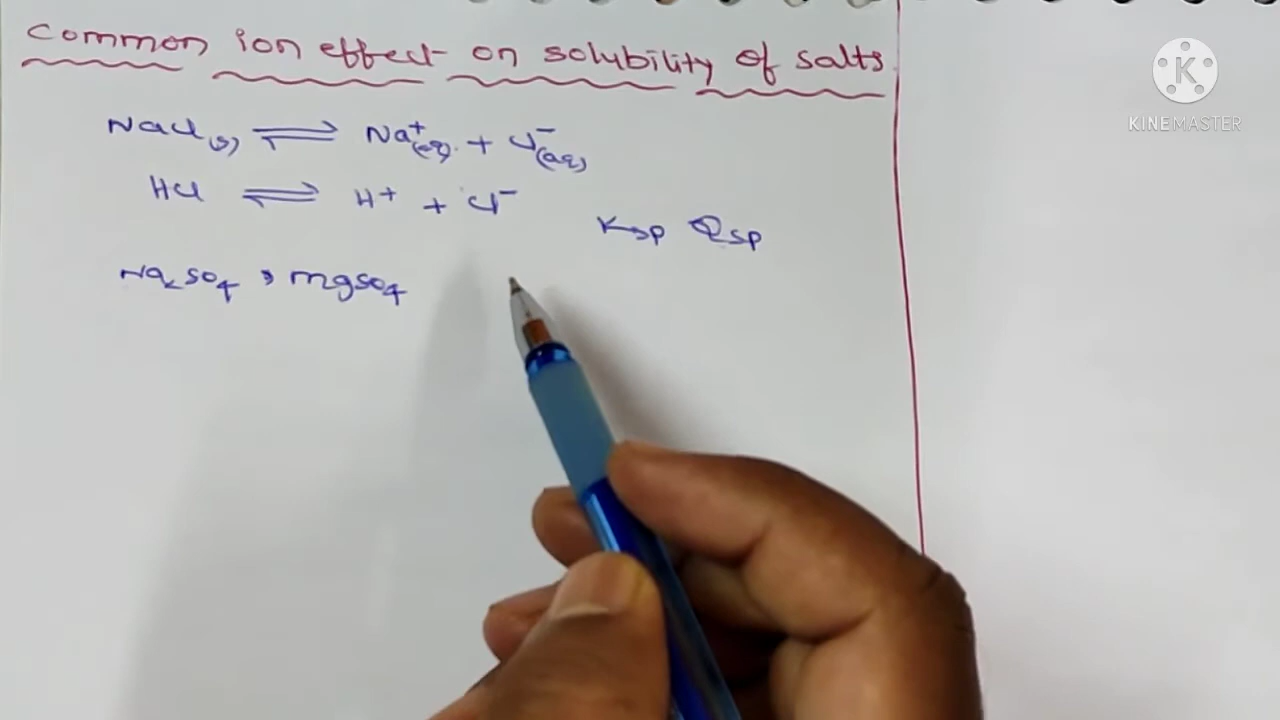 Common ion effect on solubility of salts
NaCl(s) ⇌ Na⁺(aq) + Cl⁻(aq)
HCl ⇌ H⁺ + Cl⁻
Ksp Qsp
Na₂SO₄ , MgSO₄
K
KINEMASTER